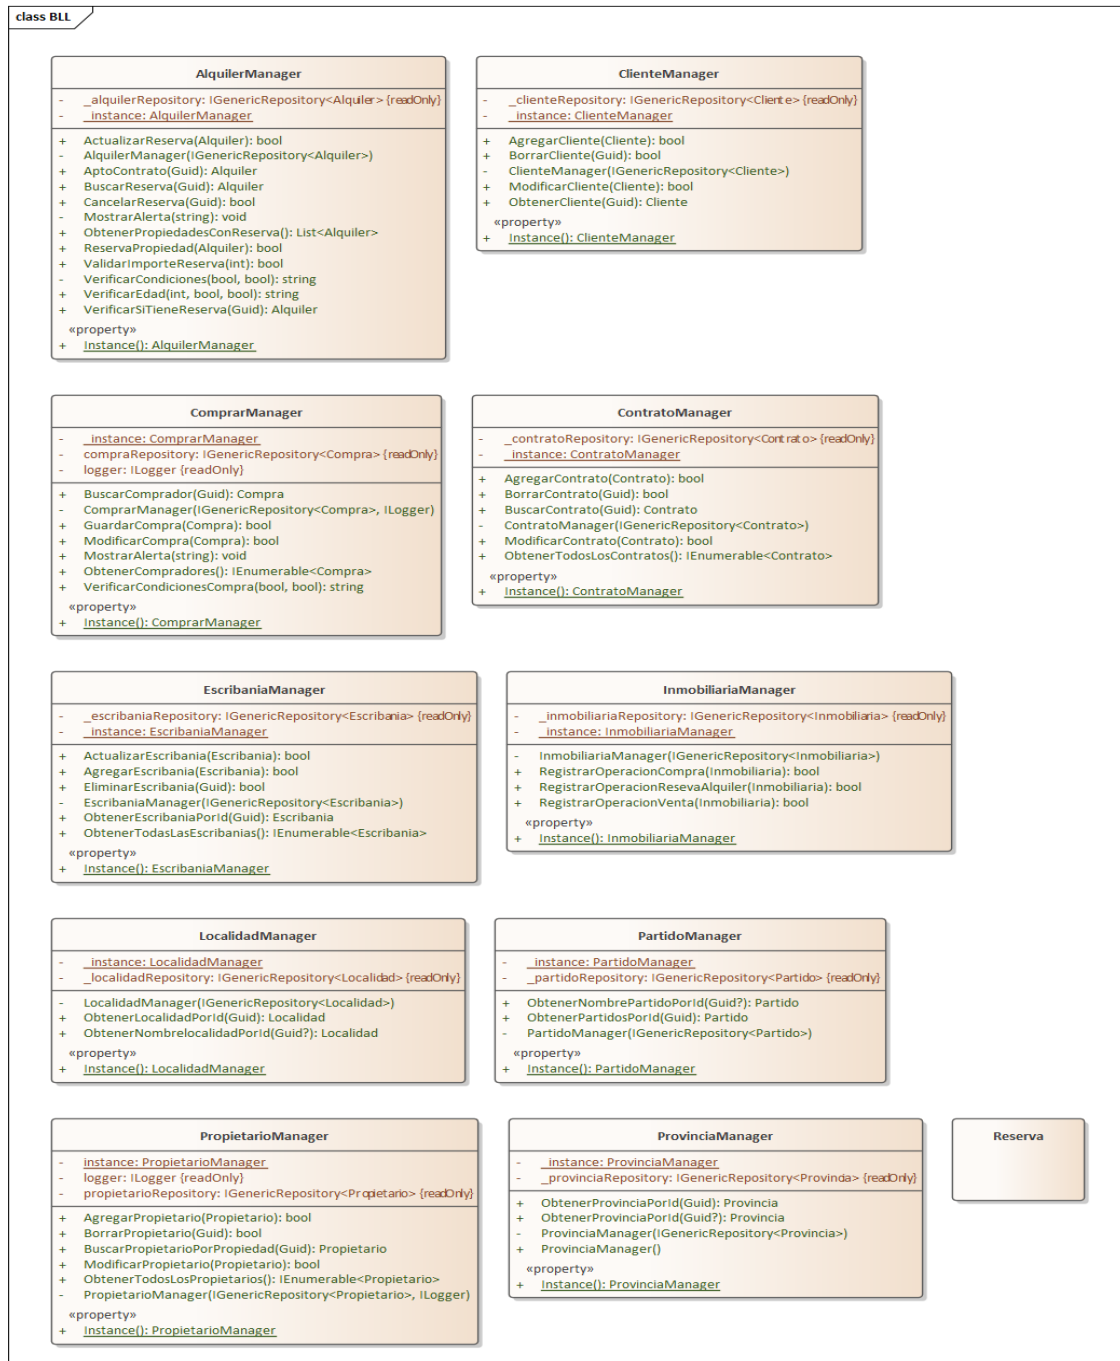 class BLL
AlquilerManager
- _alquilerRepository: IGenericRepository<Alquiler> {readOnly}
- _instance: AlquilerManager
+ ActualizarReserva(Alquiler): bool
- AlquilerManager(IGenericRepository<Alquiler>)
+ AptoContrato(Guid): Alquiler
+ BuscarReserva(Guid): Alquiler
+ CancelarReserva(Guid): bool
- MostrarAlerta(string): void
+ ObtenerPropiedadesConReserva(): List<Alquiler>
+ ReservaPropiedad(Alquiler): bool
+ ValidarImporteReserva(int): bool
- VerificarCondiciones(bool, bool): string
+ VerificarEdad(int, bool, bool): string
+ VerificarSiTieneReserva(Guid): Alquiler
«property»
+ Instance(): AlquilerManager
ClienteManager
- _clienteRepository: IGenericRepository<Cliente> {readOnly}
- _instance: ClienteManager
+ AgregarCliente(Cliente): bool
+ BorrarCliente(Guid): bool
- ClienteManager(IGenericRepository<Cliente>)
+ ModificarCliente(Cliente): bool
+ ObtenerCliente(Guid): Cliente
«property»
+ Instance(): ClienteManager
ComprarManager
- _instance: ComprarManager
- compraRepository: IGenericRepository<Compra> {readOnly}
- logger: ILogger {readOnly}
+ BuscarComprador(Guid): Compra
- ComprarManager(IGenericRepository<Compra>, ILogger)
+ GuardarCompra(Compra): bool
+ ModificarCompra(Compra): bool
+ MostrarAlerta(string): void
+ ObtenerCompradores(): IEnumerable<Compra>
+ VerificarCondicionesCompra(bool, bool): string
«property»
+ Instance(): ComprarManager
ContratoManager
- _contratoRepository: IGenericRepository<Contrato> {readOnly}
- _instance: ContratoManager
+ AgregarContrato(Contrato): bool
+ BorrarContrato(Guid): bool
+ BuscarContrato(Guid): Contrato
- ContratoManager(IGenericRepository<Contrato>)
+ ModificarContrato(Contrato): bool
+ ObtenerTodosLosContratos(): IEnumerable<Contrato>
«property»
+ Instance(): ContratoManager
EscribaniaManager
- _escribaniaRepository: IGenericRepository<Escribania> {readOnly}
- _instance: EscribaniaManager
+ ActualizarEscribania(Escribania): bool
+ AgregarEscribania(Escribania): bool
+ EliminarEscribania(Guid): bool
- EscribaniaManager(IGenericRepository<Escribania>)
+ ObtenerEscribaniaPorId(Guid): Escribania
+ ObtenerTodasLasEscribanias(): IEnumerable<Escribania>
«property»
+ Instance(): EscribaniaManager
InmobiliariaManager
- _inmobiliariaRepository: IGenericRepository<Inmobiliaria> {readOnly}
- _instance: InmobiliariaManager
- InmobiliariaManager(IGenericRepository<Inmobiliaria>)
+ RegistrarOperacionCompra(Inmobiliaria): bool
+ RegistrarOperacionResevaAlquiler(Inmobiliaria): bool
+ RegistrarOperacionVenta(Inmobiliaria): bool
«property»
+ Instance(): InmobiliariaManager
LocalidadManager
- _instance: LocalidadManager
- _localidadRepository: IGenericRepository<Localidad> {readOnly}
- LocalidadManager(IGenericRepository<Localidad>)
+ ObtenerLocalidadPorId(Guid): Localidad
+ ObtenerNombrelocalidadPorId(Guid?): Localidad
«property»
+ Instance(): LocalidadManager
PartidoManager
- _instance: PartidoManager
- _partidoRepository: IGenericRepository<Partido> {readOnly}
+ ObtenerNombrePartidoPorId(Guid?): Partido
+ ObtenerPartidosPorId(Guid): Partido
- PartidoManager(IGenericRepository<Partido>)
«property»
+ Instance(): PartidoManager
PropietarioManager
- instance: PropietarioManager
- logger: ILogger {readOnly}
- propietarioRepository: IGenericRepository<Propietario> {readOnly}
+ AgregarPropietario(Propietario): bool
+ BorrarPropietario(Guid): bool
+ BuscarPropietarioPorPropiedad(Guid): Propietario
+ ModificarPropietario(Propietario): bool
+ ObtenerTodosLosPropietarios(): IEnumerable<Propietario>
- PropietarioManager(IGenericRepository<Propietario>, ILogger)
«property»
+ Instance(): PropietarioManager
ProvinciaManager
- _instance: ProvinciaManager
- _provinciaRepository: IGenericRepository<Provincia> {readOnly}
+ ObtenerProvinciaPorId(Guid): Provincia
+ ObtenerProvinciaPorId(Guid?): Provincia
- ProvinciaManager(IGenericRepository<Provincia>)
+ ProvinciaManager()
«property»
+ Instance(): ProvinciaManager
Reserva